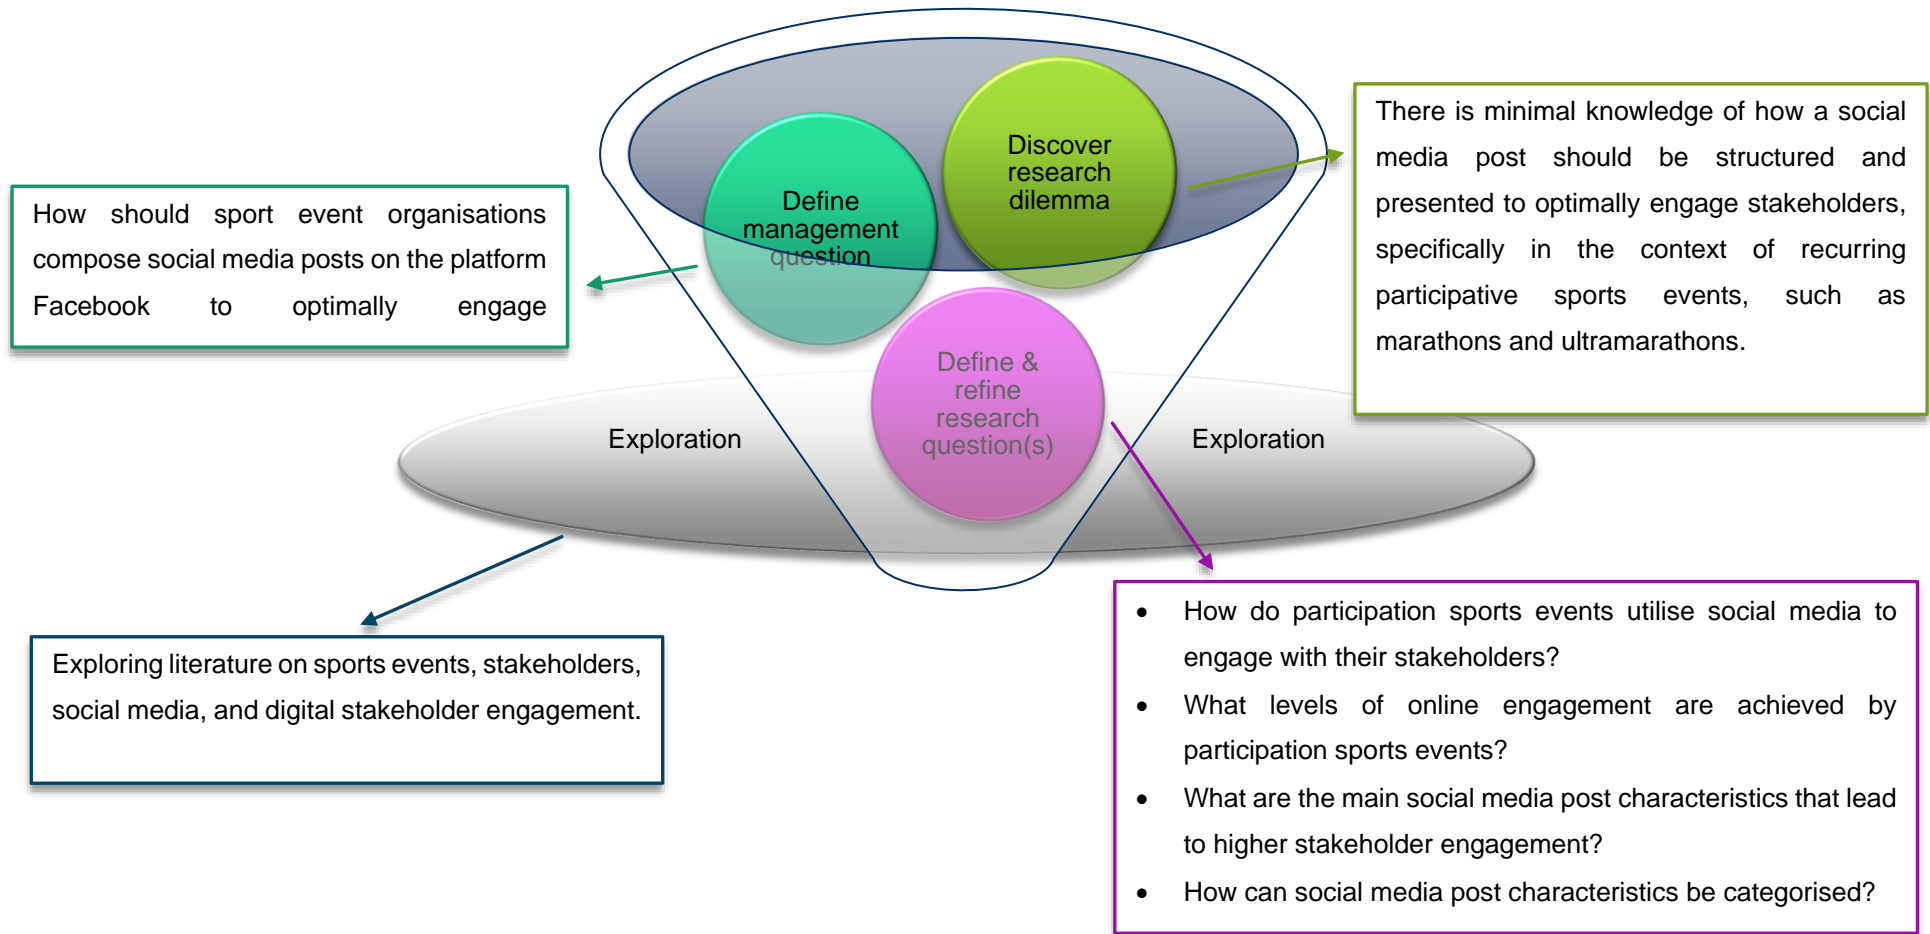 Discover
research
dilemma
Define
management
question
Define &
refine
research
question(s)
Exploration
Exploration
There is minimal knowledge of how a social
media post should be structured and
presented to optimally engage stakeholders,
specifically in the context of recurring
participative sports events, such as
marathons and ultramarathons.
How should sport event organisations
compose social media posts on the platform
Facebook to optimally engage
Exploring literature on sports events, stakeholders,
social media, and digital stakeholder engagement.
• How do participation sports events utilise social media to
engage with their stakeholders?
• What levels of online engagement are achieved by
participation sports events?
• What are the main social media post characteristics that lead
to higher stakeholder engagement?
• How can social media post characteristics be categorised?